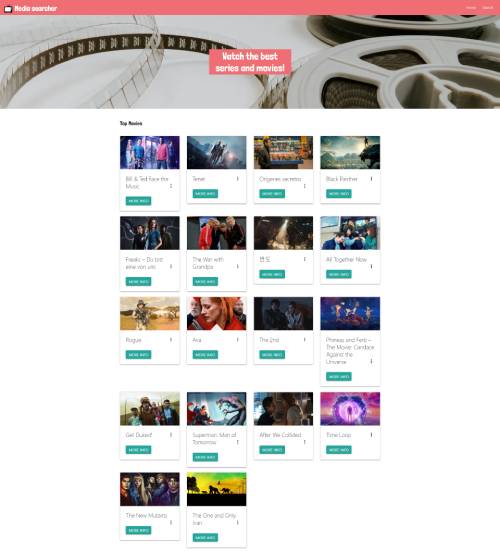 Media searcher
Home
Search
Watch the best
series and movies!
Top Movies
Bill & Ted Face the
Music
MORE INFO
Tenet
MORE INFO
Orígenes secretos
MORE INFO
Black Panther
MORE INFO
Freaks – Du bist
eine von uns
MORE INFO
The War with
Grandpa
MORE INFO
반도
MORE INFO
All Together Now
MORE INFO
Rogue
MORE INFO
Ava
MORE INFO
The 2nd
MORE INFO
Phineas and Ferb –
The Movie: Candace
Against the
Universe
MORE INFO
Get Duked!
MORE INFO
Superman: Man of
Tomorrow
MORE INFO
After We Collided
MORE INFO
Time Loop
MORE INFO
The New Mutants
MORE INFO
The One and Only
Ivan
MORE INFO